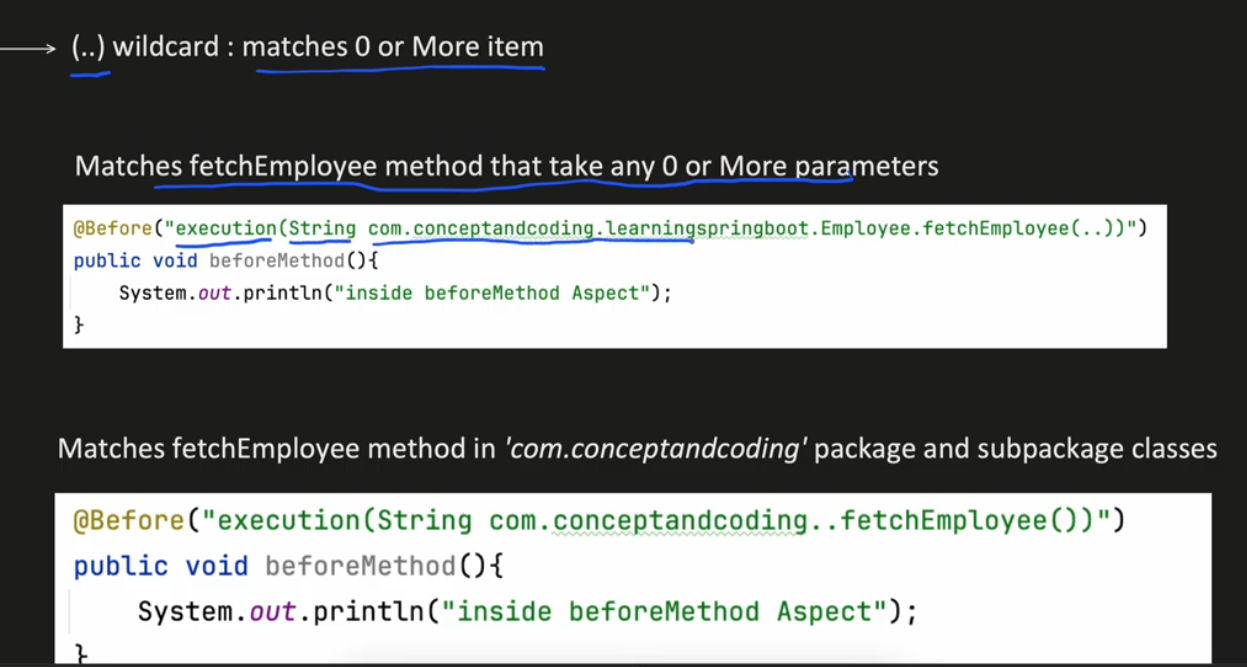 (..) wildcard : matches 0 or More item
Matches fetchEmployee method that take any 0 or More parameters
@Before("execution(String com.conceptandcoding.learningspringboot.Employee.fetchEmployee(..))")
public void beforeMethod(){
System.out.println("inside beforeMethod Aspect");
}
Matches fetchEmployee method in 'com.conceptandcoding' package and subpackage classes
@Before("execution(String com.conceptandcoding..fetchEmployee())")
public void beforeMethod(){
System.out.println("inside beforeMethod Aspect");
}